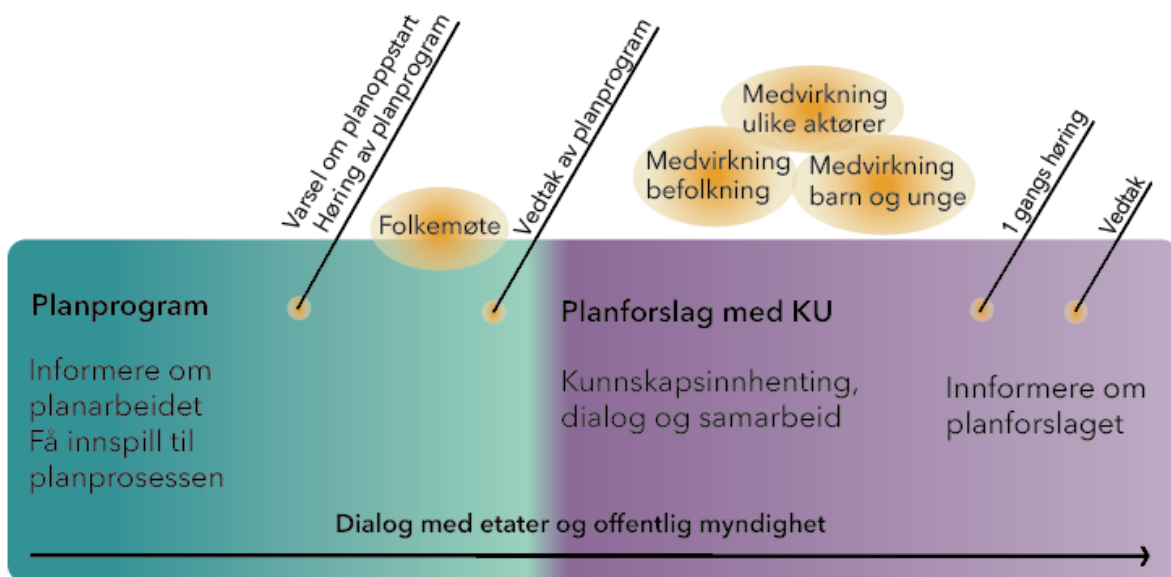 Varsel om planoppstart
Høring av planprogram
Folkemøte
Vedtak av planprogram
Medvirkning
ulike aktører
Medvirkning
befolkning
Medvirkning
barn og unge
1 gangs høring
Vedtak
Planprogram
Informere om
planarbeidet
Få innspill til
planprosessen
Planforslag med KU
Kunnskapsinnhenting,
dialog og samarbeid
Innformere om
planforslaget
Dialog med etater og offentlig myndighet